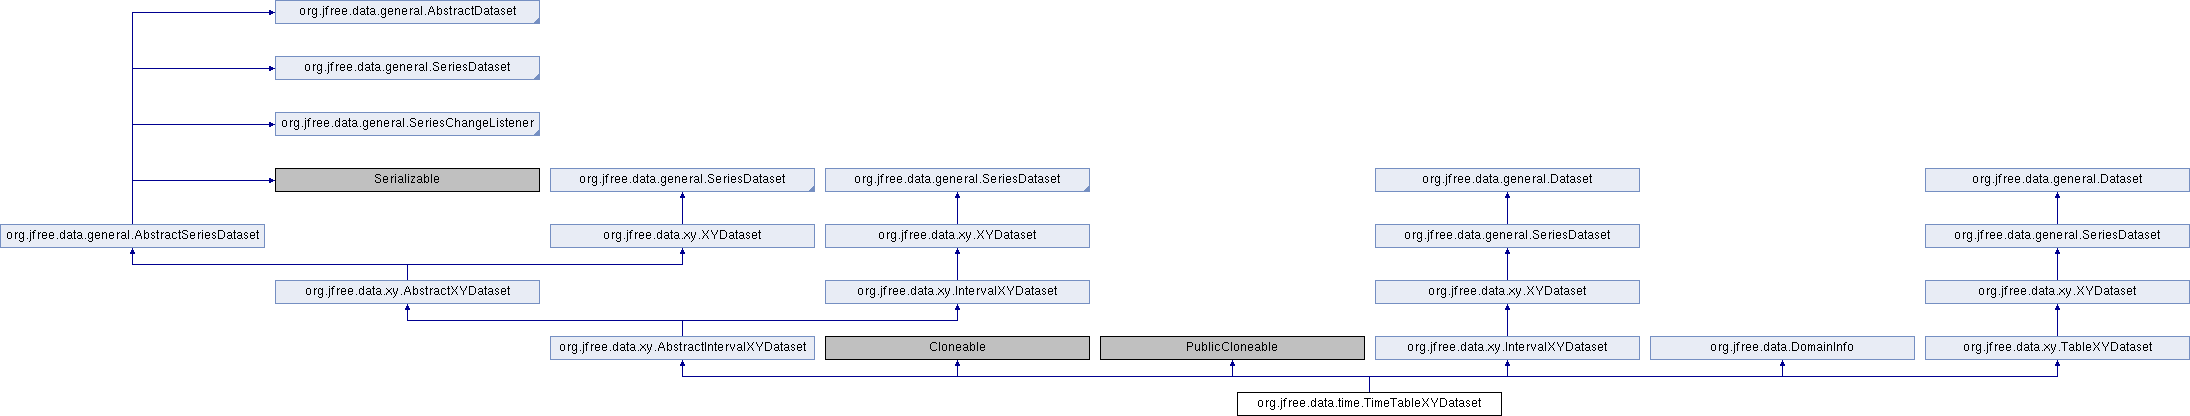 org.jfree.data.general.AbstractDataset
org.jfree.data.general.SeriesDataset
org.jfree.data.general.SeriesChangeListener
Serializable
org.jfree.data.general.SeriesDataset
org.jfree.data.general.SeriesDataset
org.jfree.data.general.Dataset
org.jfree.data.general.Dataset
org.jfree.data.general.AbstractSeriesDataset
org.jfree.data.xy.XYDataset
org.jfree.data.xy.XYDataset
org.jfree.data.general.SeriesDataset
org.jfree.data.general.SeriesDataset
org.jfree.data.xy.AbstractXYDataset
org.jfree.data.xy.IntervalXYDataset
org.jfree.data.xy.XYDataset
org.jfree.data.xy.XYDataset
org.jfree.data.xy.AbstractIntervalXYDataset
Cloneable
PublicCloneable
org.jfree.data.xy.IntervalXYDataset
org.jfree.data.DomainInfo
org.jfree.data.xy.TableXYDataset
org.jfree.data.time.TimeTableXYDataset